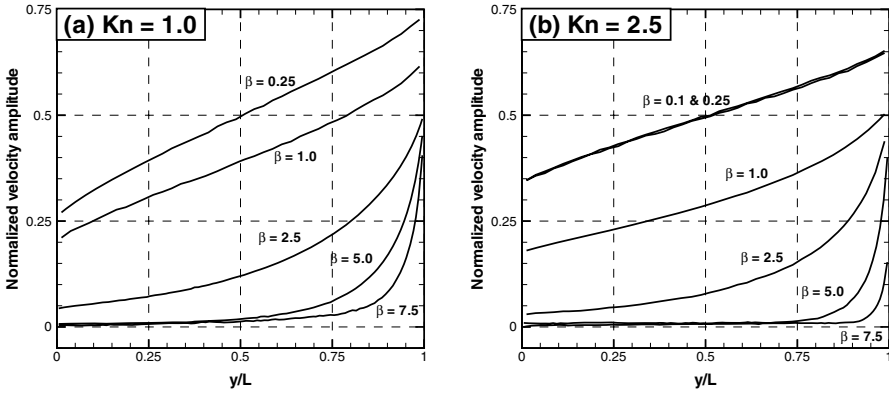 (a) Kn = 1.0
Normalized velocity amplitude
0.75
0.5
0.25
0
β = 0.25
β = 1.0
β = 2.5
β = 5.0
β = 7.5
0
0.25
0.5
0.75
1
y/L
(b) Kn = 2.5
Normalized velocity amplitude
0.75
0.5
0.25
0
β = 0.1 & 0.25
β = 1.0
β = 2.5
β = 5.0
β = 7.5
0
0.25
0.5
0.75
1
y/L